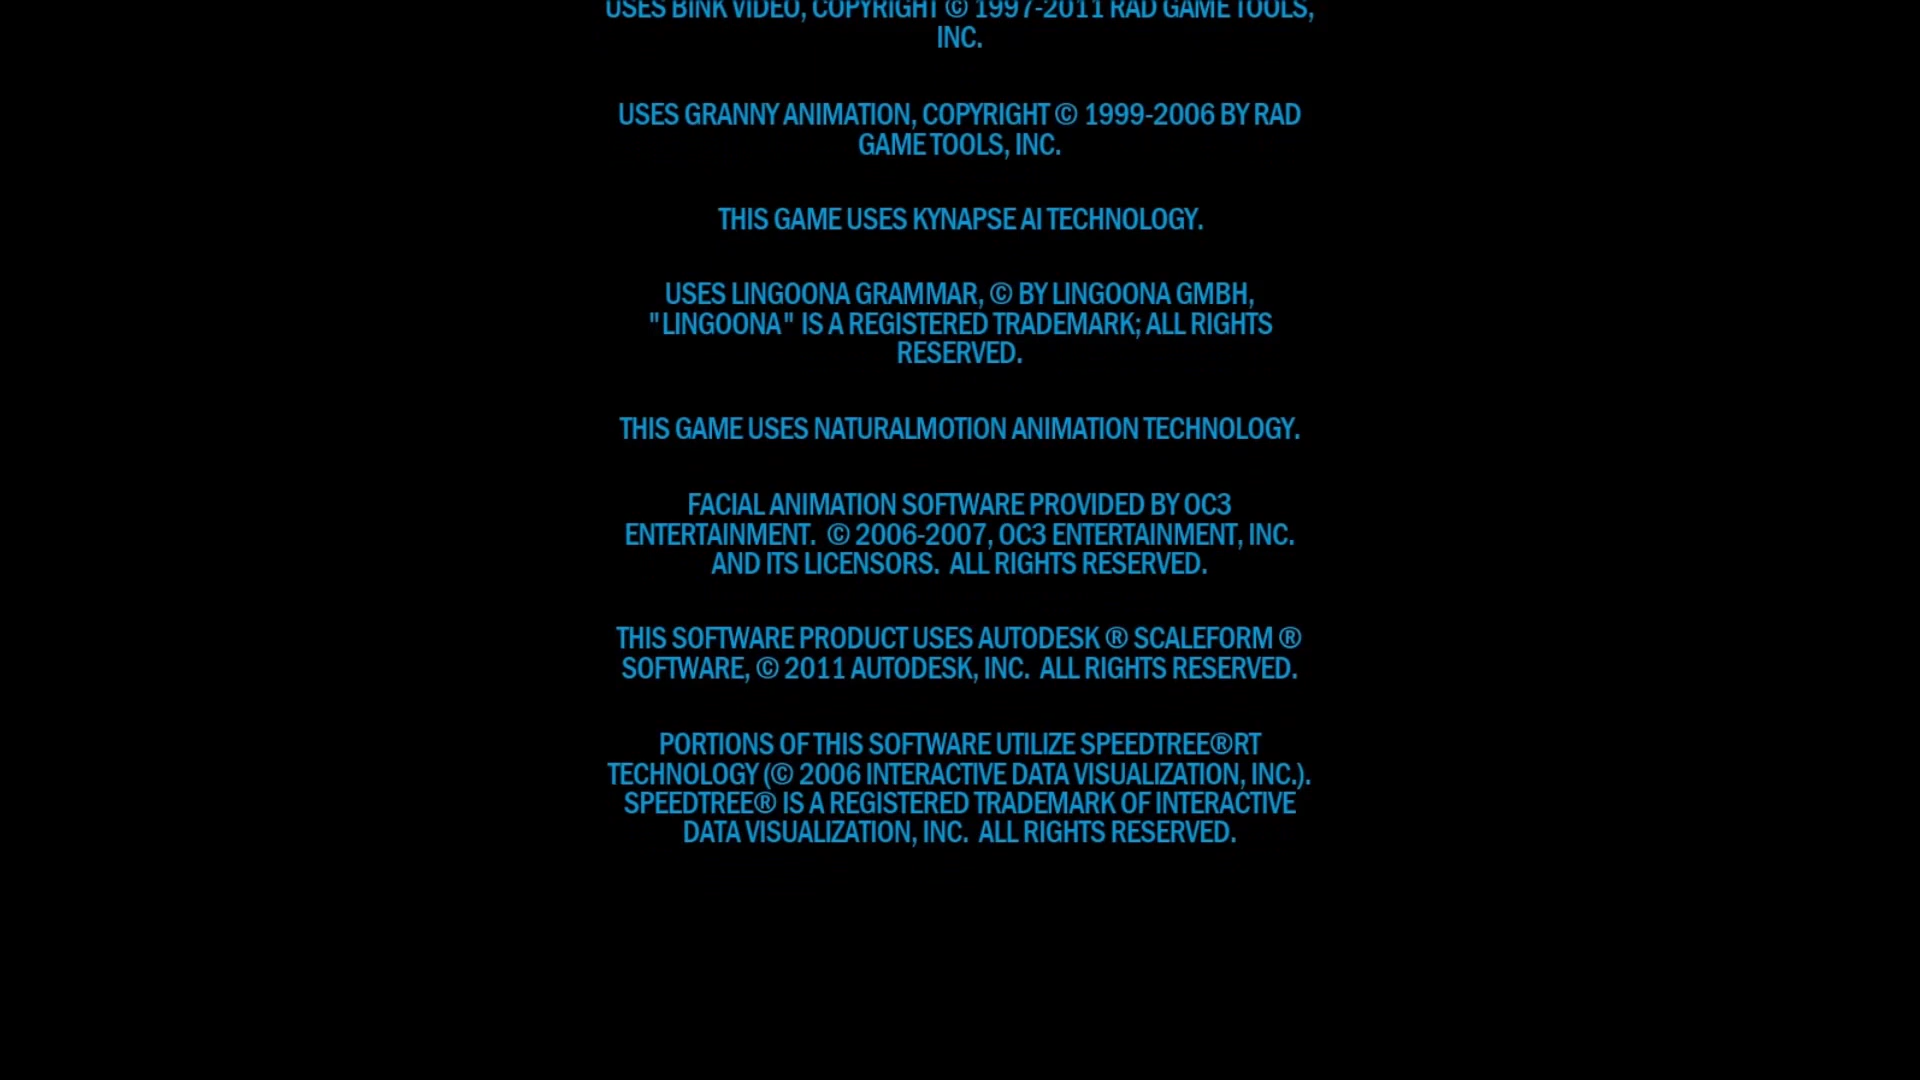 USES BINK VIDEO, COPYRIGHT © 1997-2011 RAD GAME TOOLS,
INC.
USES GRANNY ANIMATION, COPYRIGHT © 1999-2006 BY RAD
GAME TOOLS, INC.
THIS GAME USES KYNAPSE AI TECHNOLOGY.
USES LINGOONA GRAMMAR, © BY LINGOONA GMBH,
"LINGOONA" IS A REGISTERED TRADEMARK; ALL RIGHTS
RESERVED.
THIS GAME USES NATURALMOTION ANIMATION TECHNOLOGY.
FACIAL ANIMATION SOFTWARE PROVIDED BY OC3
ENTERTAINMENT.  © 2006-2007, OC3 ENTERTAINMENT, INC.
AND ITS LICENSORS.  ALL RIGHTS RESERVED.
THIS SOFTWARE PRODUCT USES AUTODESK ® SCALEFORM ®
SOFTWARE, © 2011 AUTODESK, INC.  ALL RIGHTS RESERVED.
PORTIONS OF THIS SOFTWARE UTILIZE SPEEDTREE®RT
TECHNOLOGY (© 2006 INTERACTIVE DATA VISUALIZATION, INC.).
SPEEDTREE® IS A REGISTERED TRADEMARK OF INTERACTIVE
DATA VISUALIZATION, INC.  ALL RIGHTS RESERVED.